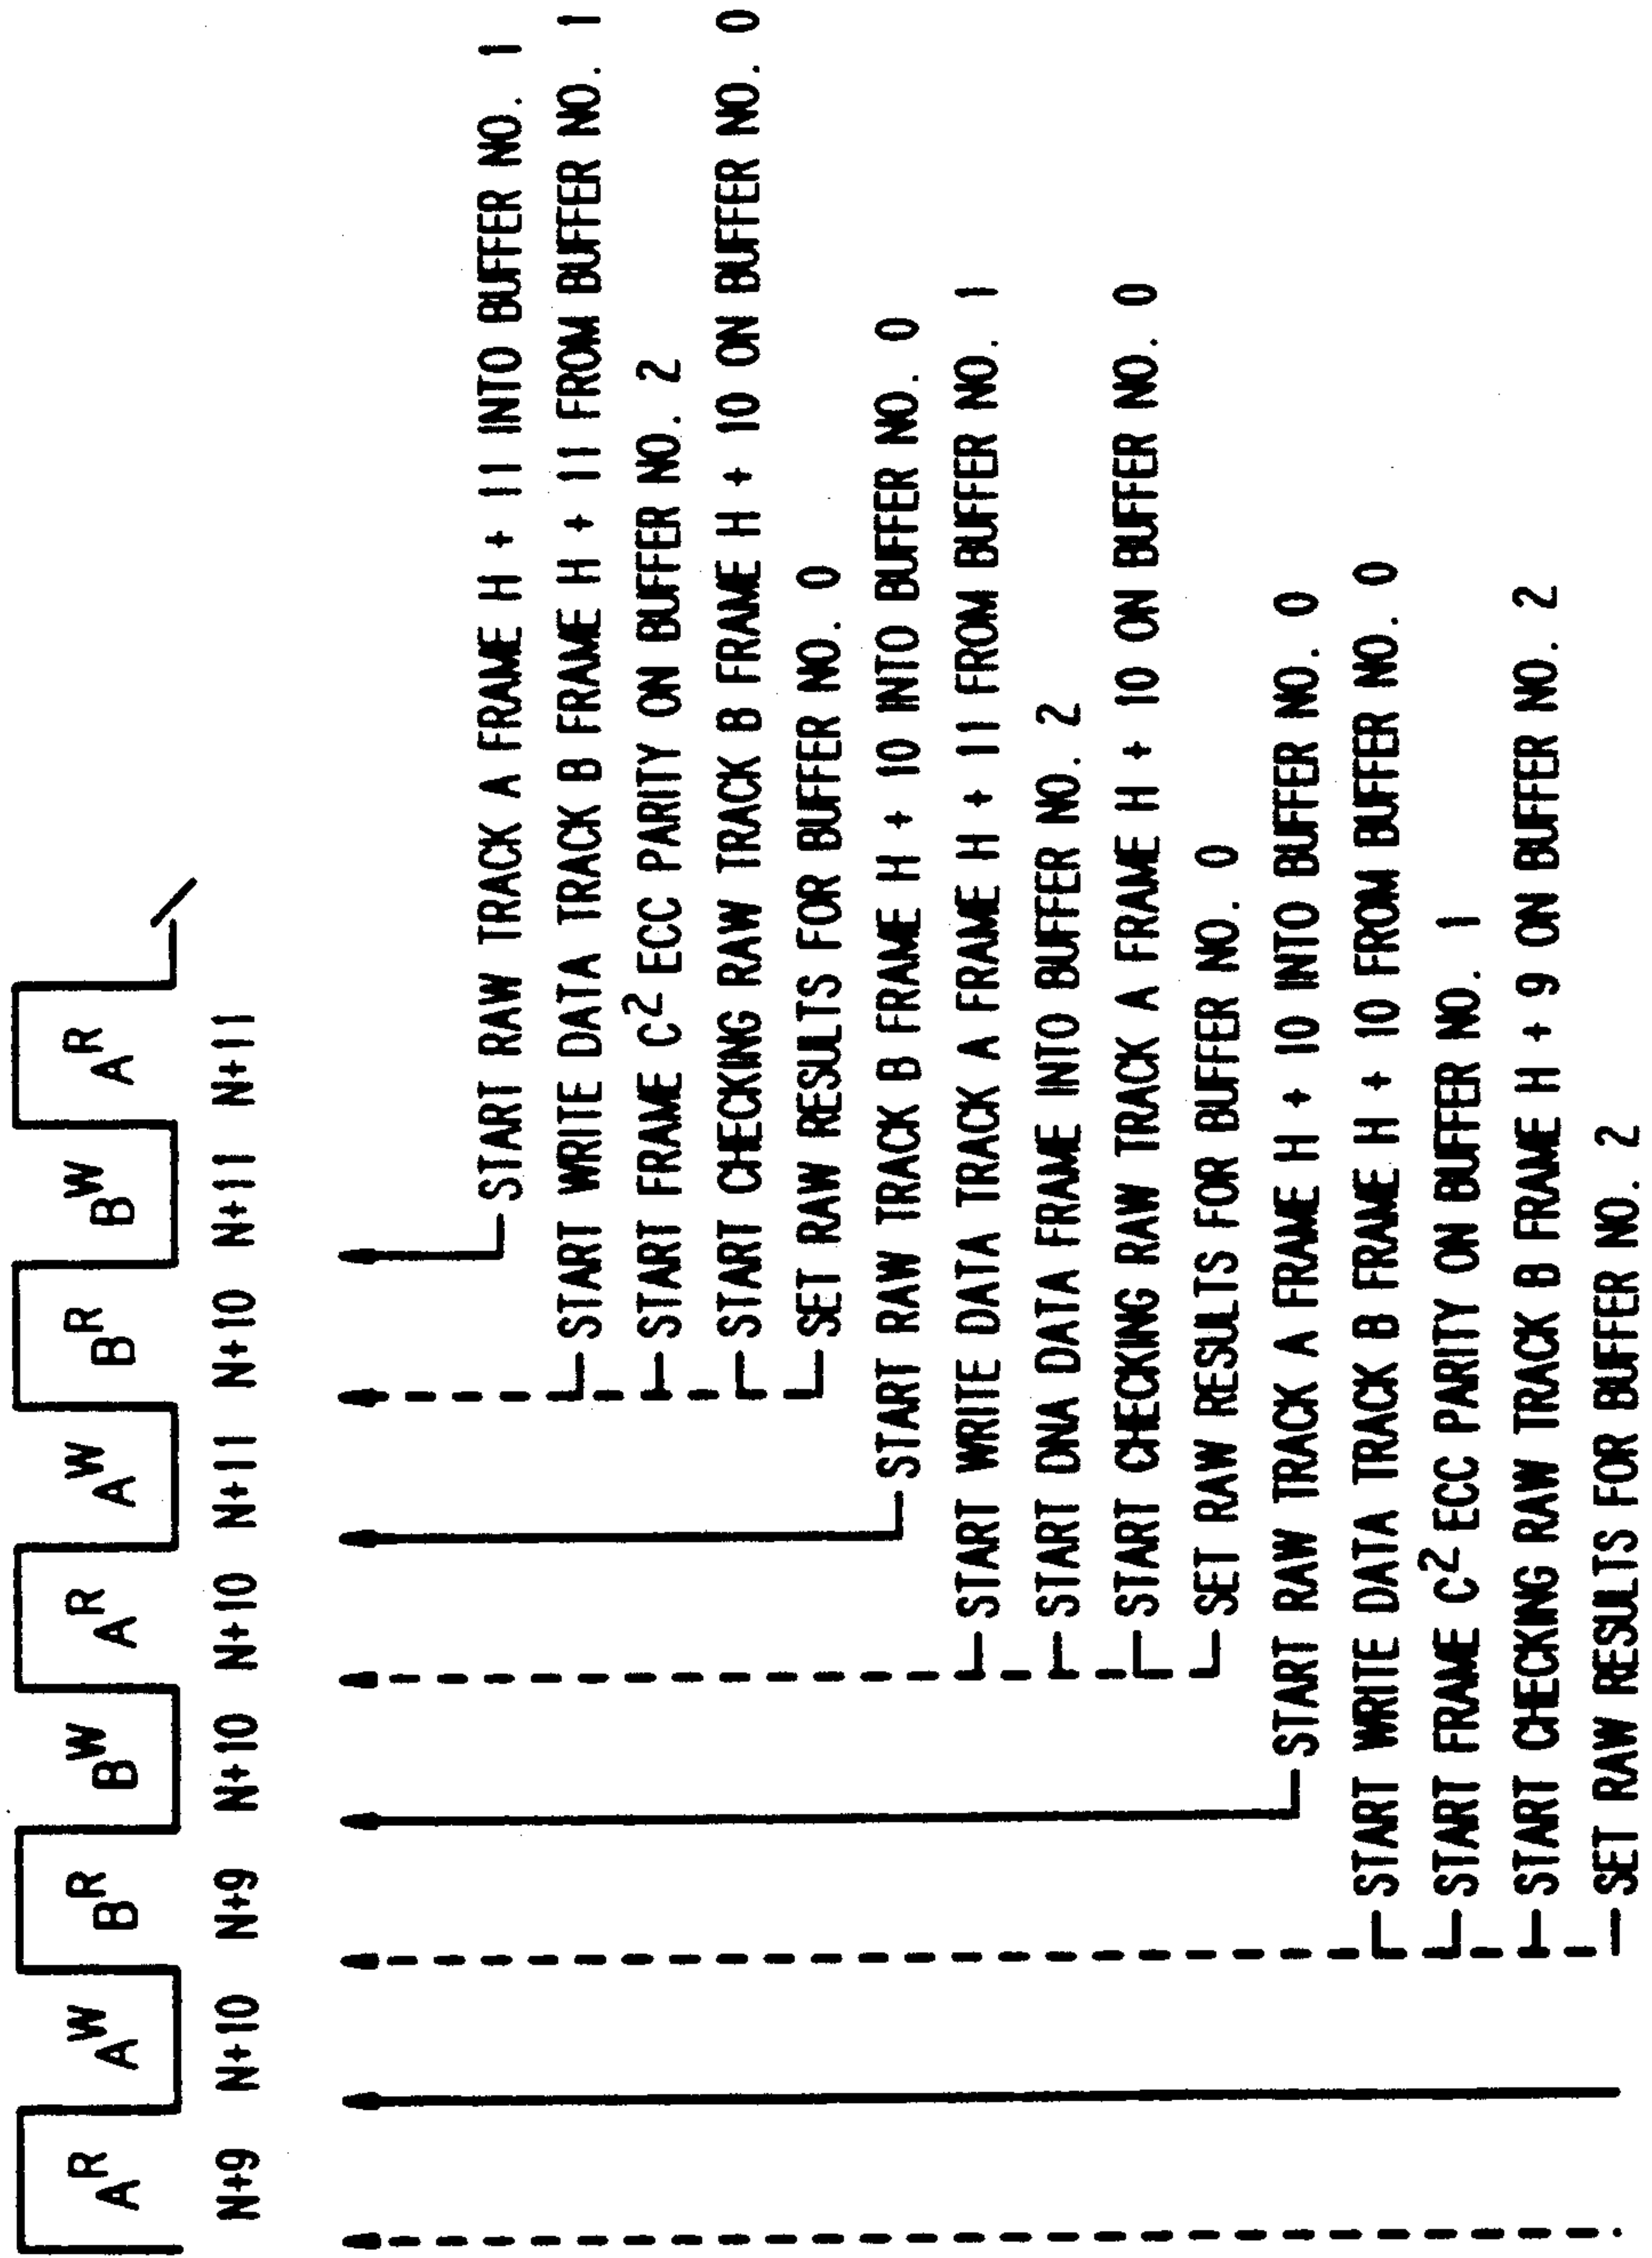 A^R A^W B^R B^W A^R A^W B^R B^W A^R
N+9 N+10 N+9 N+10 N+10 N+11 N+10 N+11 N+11
START RAW TRACK A FRAME H + 11 INTO BUFFER NO. 1
START WRITE DATA TRACK B FRAME H + 11 FROM BUFFER NO. 1
START FRAME C² ECC PARITY ON BUFFER NO. 2
START CHECKING RAW TRACK B FRAME H + 10 ON BUFFER NO. 0
SET RAW RESULTS FOR BUFFER NO. 0
START RAW TRACK B FRAME H + 10 INTO BUFFER NO. 0
START WRITE DATA TRACK A FRAME H + 11 FROM BUFFER NO. 1
START DNA DATA FRAME INTO BUFFER NO. 2
START CHECKING RAW TRACK A FRAME H + 10 ON BUFFER NO. 0
SET RAW RESULTS FOR BUFFER NO. 0
START RAW TRACK A FRAME H + 10 INTO BUFFER NO. 0
START WRITE DATA TRACK B FRAME H + 10 FROM BUFFER NO. 0
START FRAME C² ECC PARITY ON BUFFER NO. 1
START CHECKING RAW TRACK B FRAME H + 9 ON BUFFER NO. 2
SET RAW RESULTS FOR BUFFER NO. 2